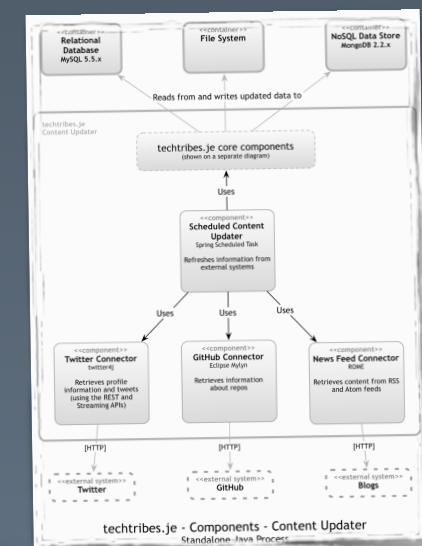 <<container>>
Relational
Database
MySQL 5.5.x
<<container>>
File System
<<container>>
NoSQL Data Store
MongoDB 2.2.x
Reads from and writes updated data to
techtribes.je
Content Updater
techtribes.je core components
(shown on a separate diagram)
Uses
<<component>>
Scheduled Content
Updater
Spring Scheduled Task
Refreshes information from
external systems
Uses
Uses
Uses
<<component>>
Twitter Connector
twitter4j
Retrieves profile
information and tweets
(using the REST and
Streaming APIs)
<<component>>
GitHub Connector
Eclipse Mylyn
Retrieves information
about repos
<<component>>
News Feed Connector
ROME
Retrieves content from RSS
and Atom feeds
[HTTP]
[HTTP]
[HTTP]
<<external system>>
Twitter
<<external system>>
GitHub
<<external system>>
Blogs
techtribes.je - Components - Content Updater
Standalone Java Process